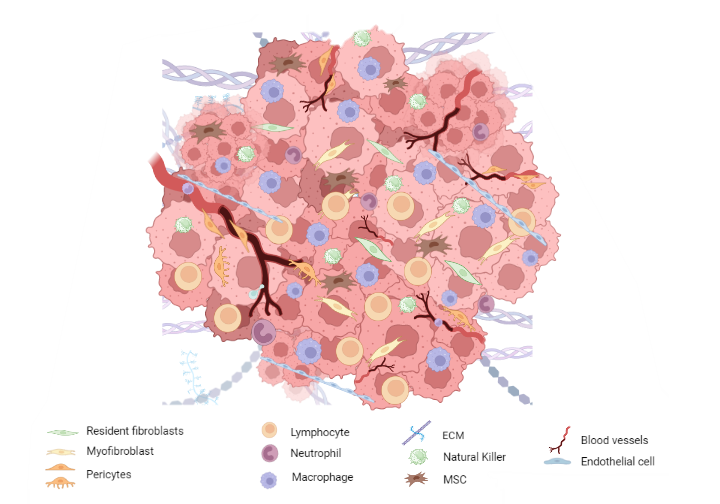 Resident fibroblasts
Myofibroblast
Pericytes
Lymphocyte
Neutrophil
Macrophage
ECM
Natural Killer
MSC
Blood vessels
Endothelial cell